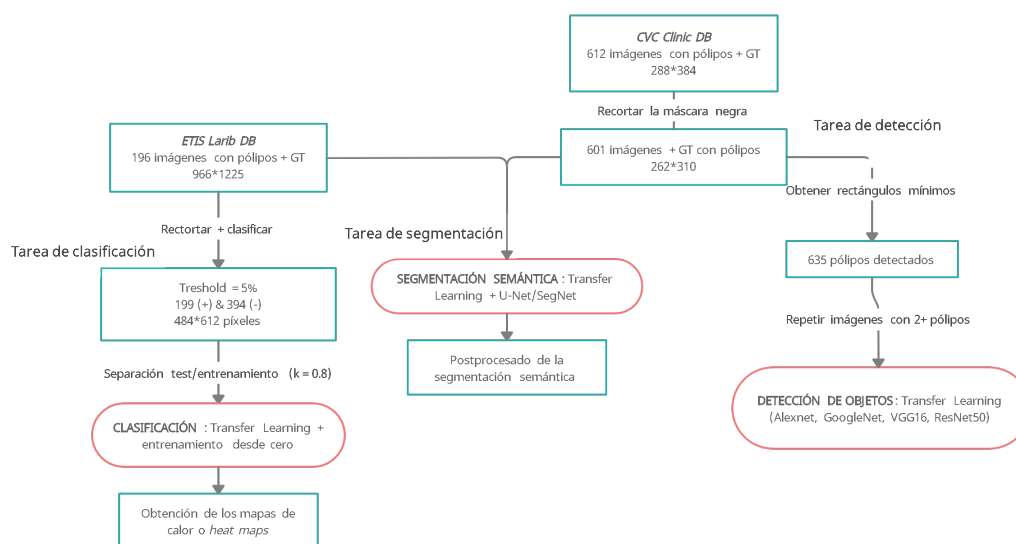 CVC Clinic DB
612 imágenes con pólipos + GT
288*384
Recortar la máscara negra
Tarea de detección
ETIS Larib DB
196 imágenes con pólipos + GT
966*1225
601 imágenes + GT con pólipos
262*310
Obtener rectángulos mínimos
Rectortar + clasificar
Tarea de segmentación
Tarea de clasificación
635 pólipos detectados
SEGMENTACIÓN SEMÁNTICA : Transfer
Learning + U-Net/SegNet
Treshold = 5%
199 (+) & 394 (-)
484*612 píxeles
Repetir imágenes con 2+ pólipos
Postprocesado de la
segmentación semántica
Separación test/entrenamiento (k = 0.8)
DETECCIÓN DE OBJETOS : Transfer Learning
(Alexnet, GoogleNet, VGG16, ResNet50)
CLASIFICACIÓN : Transfer Learning +
entrenamiento desde cero
Obtención de los mapas de
calor o heat maps